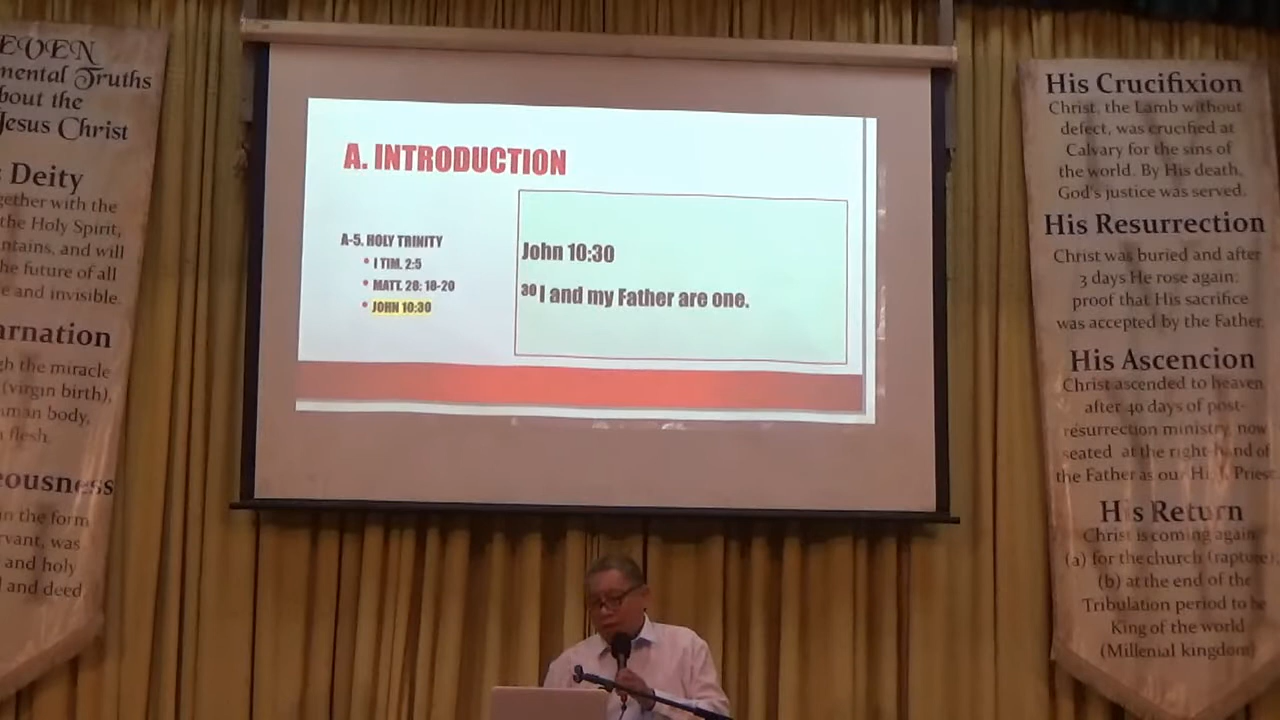 EVEN
mental Truths
bout the
Jesus Christ
Deity
gether with the
the Holy Spirit,
ntains, and will
he future of all
e and invisible.
arnation
gh the miracle
(virgin birth),
uman body,
flesh.
eousness
in the form
rvant, was
and holy
and deed
A. INTRODUCTION
A-5. HOLY TRINITY
• I TIM. 2:5
• MATT. 28: 18-20
• JOHN 10:30
John 10:30
30 I and my Father are one.
His Crucifixion
Christ, the Lamb without
defect, was crucified at
Calvary for the sins of
the world. By His death,
God's justice was served.
His Resurrection
Christ was buried and after
3 days He rose again:
proof that His sacrifice
was accepted by the Father.
His Ascencion
Christ ascended to heaven
after 40 days of post-
resurrection ministry, now
seated at the right-hand of
the Father as our High Priest
His Return
Christ is coming again
(a) for the church (rapture),
(b) at the end of the
Tribulation period to be
King of the world
(Millenial kingdom)